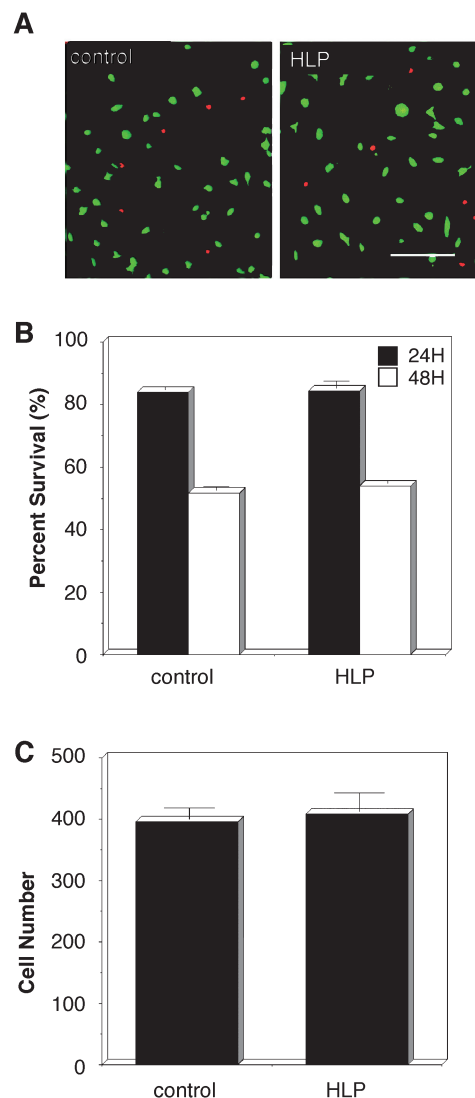 A
control
HLP
B
100
80
60
40
20
0
Percent Survival (%)
24H
48H
control
HLP
C
500
400
300
200
100
0
Cell Number
control
HLP